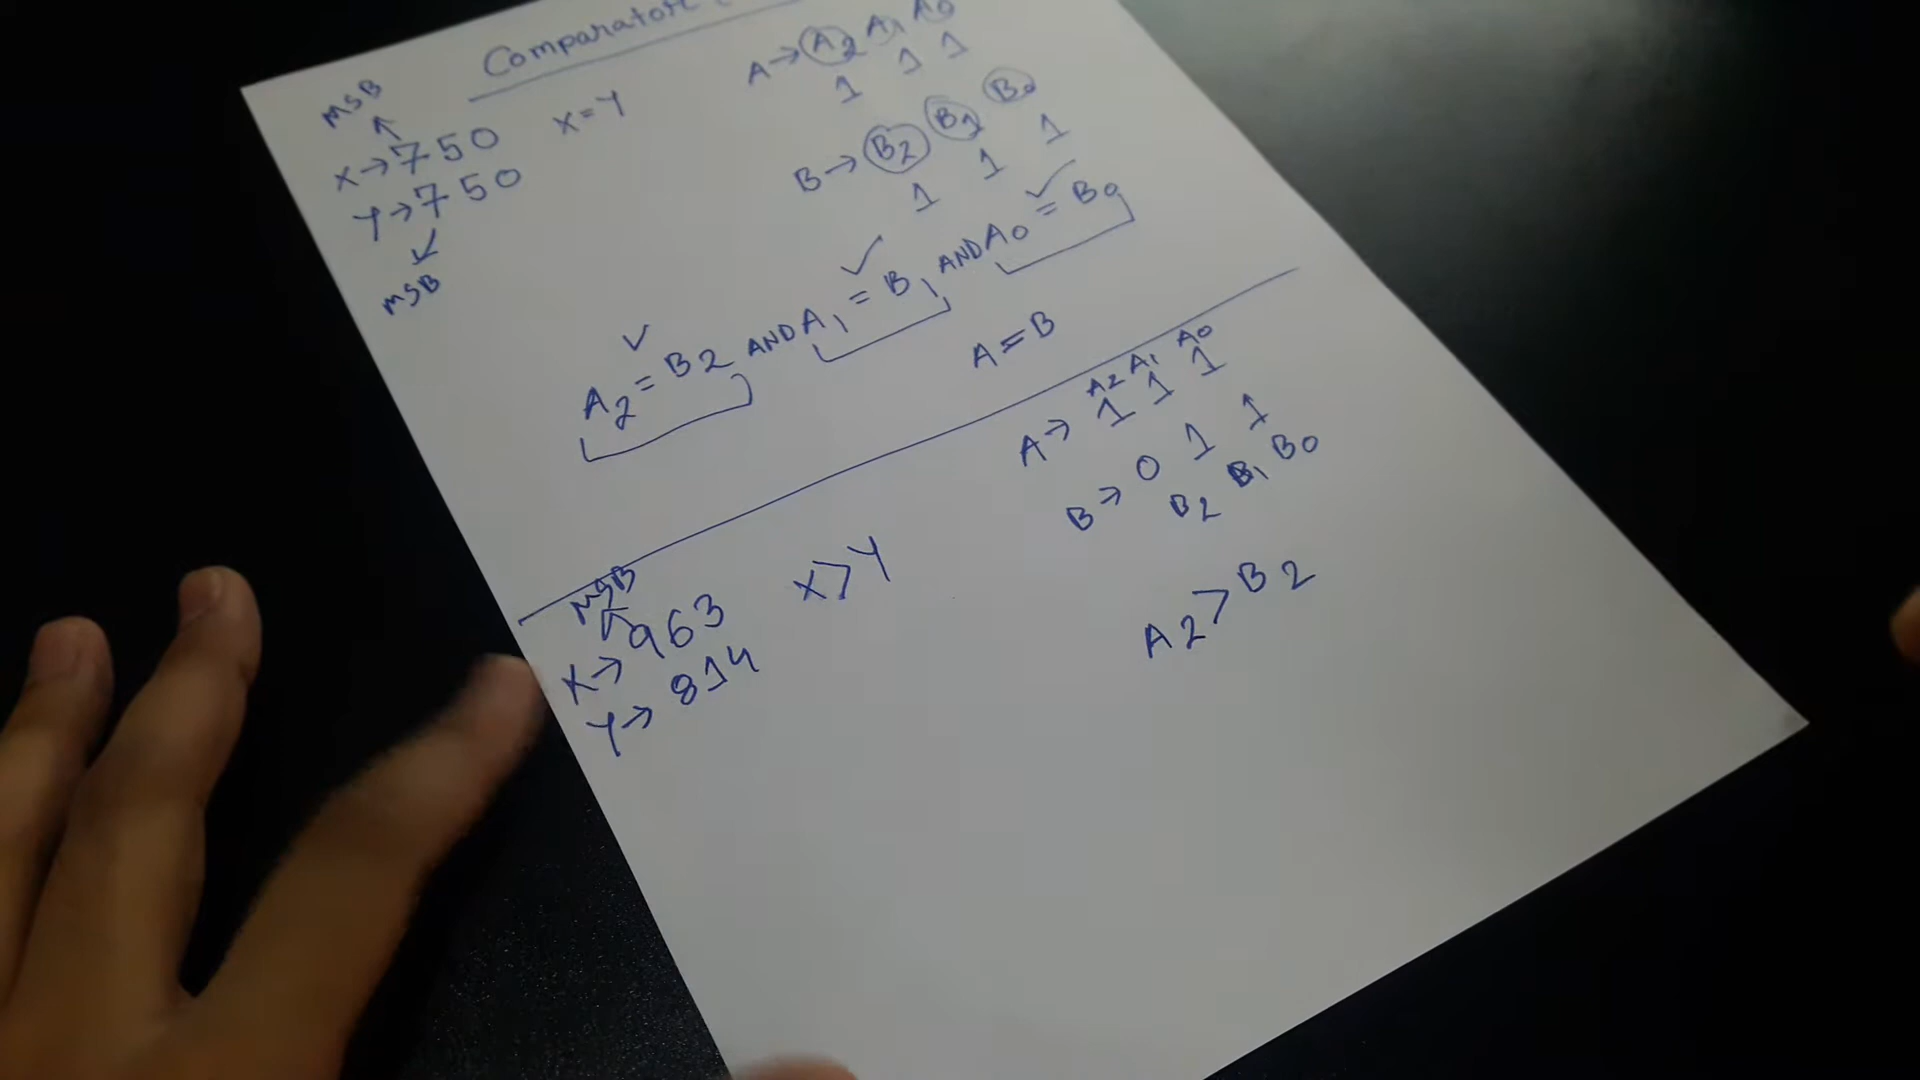 Comparator
MSB
X→750
Y→750
MSB
X=Y
A→ A2 A1 A0
1 1 1
B→ B2 B1 B0
1 1 1
A2 = B2 AND A1 = B1 AND A0 = B0
A=B
A2 A1 A0
A→ 1 1 1
B→ 0 1 1
B2 B1 B0
MSB
X→ 963
Y→ 814
X>Y
A2>B2